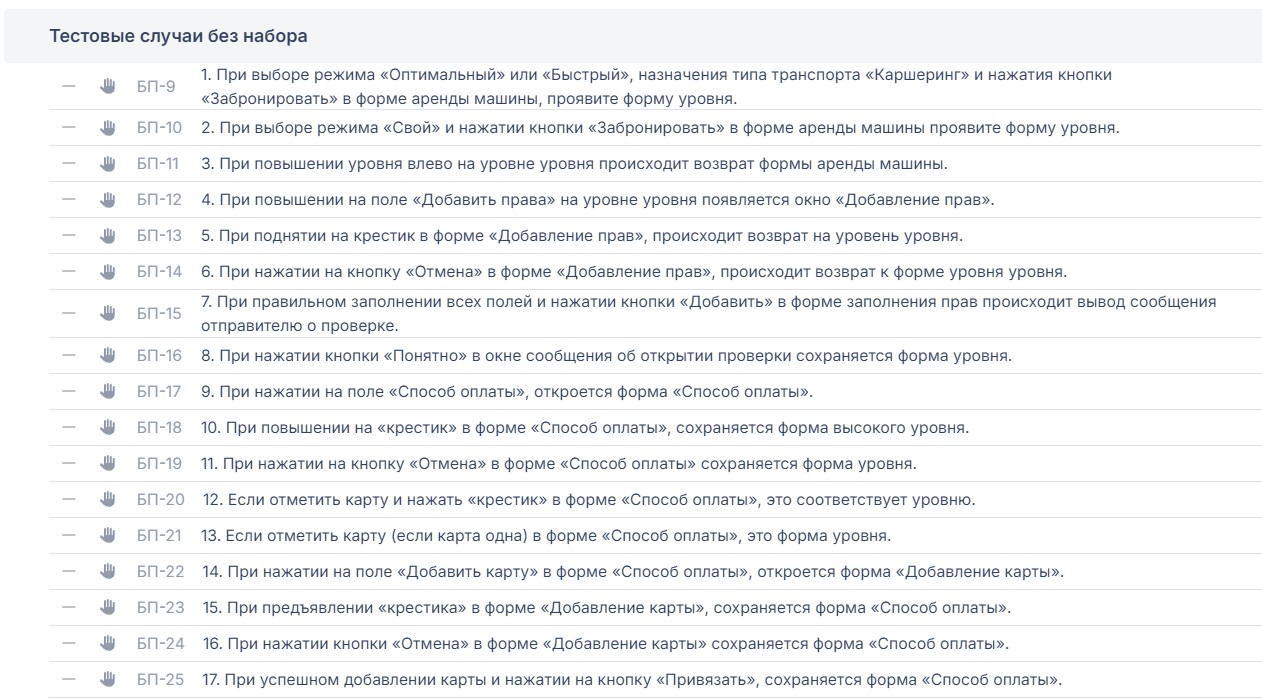 Тестовые случаи без набора
БП-9 1. При выборе режима «Оптимальный» или «Быстрый», назначения типа транспорта «Каршеринг» и нажатия кнопки
«Забронировать» в форме аренды машины, проявите форму уровня.
БП-10 2. При выборе режима «Свой» и нажатии кнопки «Забронировать» в форме аренды машины проявите форму уровня.
БП-11 3. При повышении уровня влево на уровне уровня происходит возврат формы аренды машины.
БП-12 4. При повышении на поле «Добавить права» на уровне уровня появляется окно «Добавление прав».
БП-13 5. При поднятии на крестик в форме «Добавление прав», происходит возврат на уровень уровня.
БП-14 6. При нажатии на кнопку «Отмена» в форме «Добавление прав», происходит возврат к форме уровня уровня.
БП-15 7. При правильном заполнении всех полей и нажатии кнопки «Добавить» в форме заполнения прав происходит вывод сообщения
отправителю о проверке.
БП-16 8. При нажатии кнопки «Понятно» в окне сообщения об открытии проверки сохраняется форма уровня.
БП-17 9. При нажатии на поле «Способ оплаты», откроется форма «Способ оплаты».
БП-18 10. При повышении на «крестик» в форме «Способ оплаты», сохраняется форма высокого уровня.
БП-19 11. При нажатии на кнопку «Отмена» в форме «Способ оплаты» сохраняется форма уровня.
БП-20 12. Если отметить карту и нажать «крестик» в форме «Способ оплаты», это соответствует уровню.
БП-21 13. Если отметить карту (если карта одна) в форме «Способ оплаты», это форма уровня.
БП-22 14. При нажатии на поле «Добавить карту» в форме «Способ оплаты», откроется форма «Добавление карты».
БП-23 15. При предъявлении «крестика» в форме «Добавление карты», сохраняется форма «Способ оплаты».
БП-24 16. При нажатии кнопки «Отмена» в форме «Добавление карты» сохраняется форма «Способ оплаты».
БП-25 17. При успешном добавлении карты и нажатии на кнопку «Привязать», сохраняется форма «Способ оплаты».